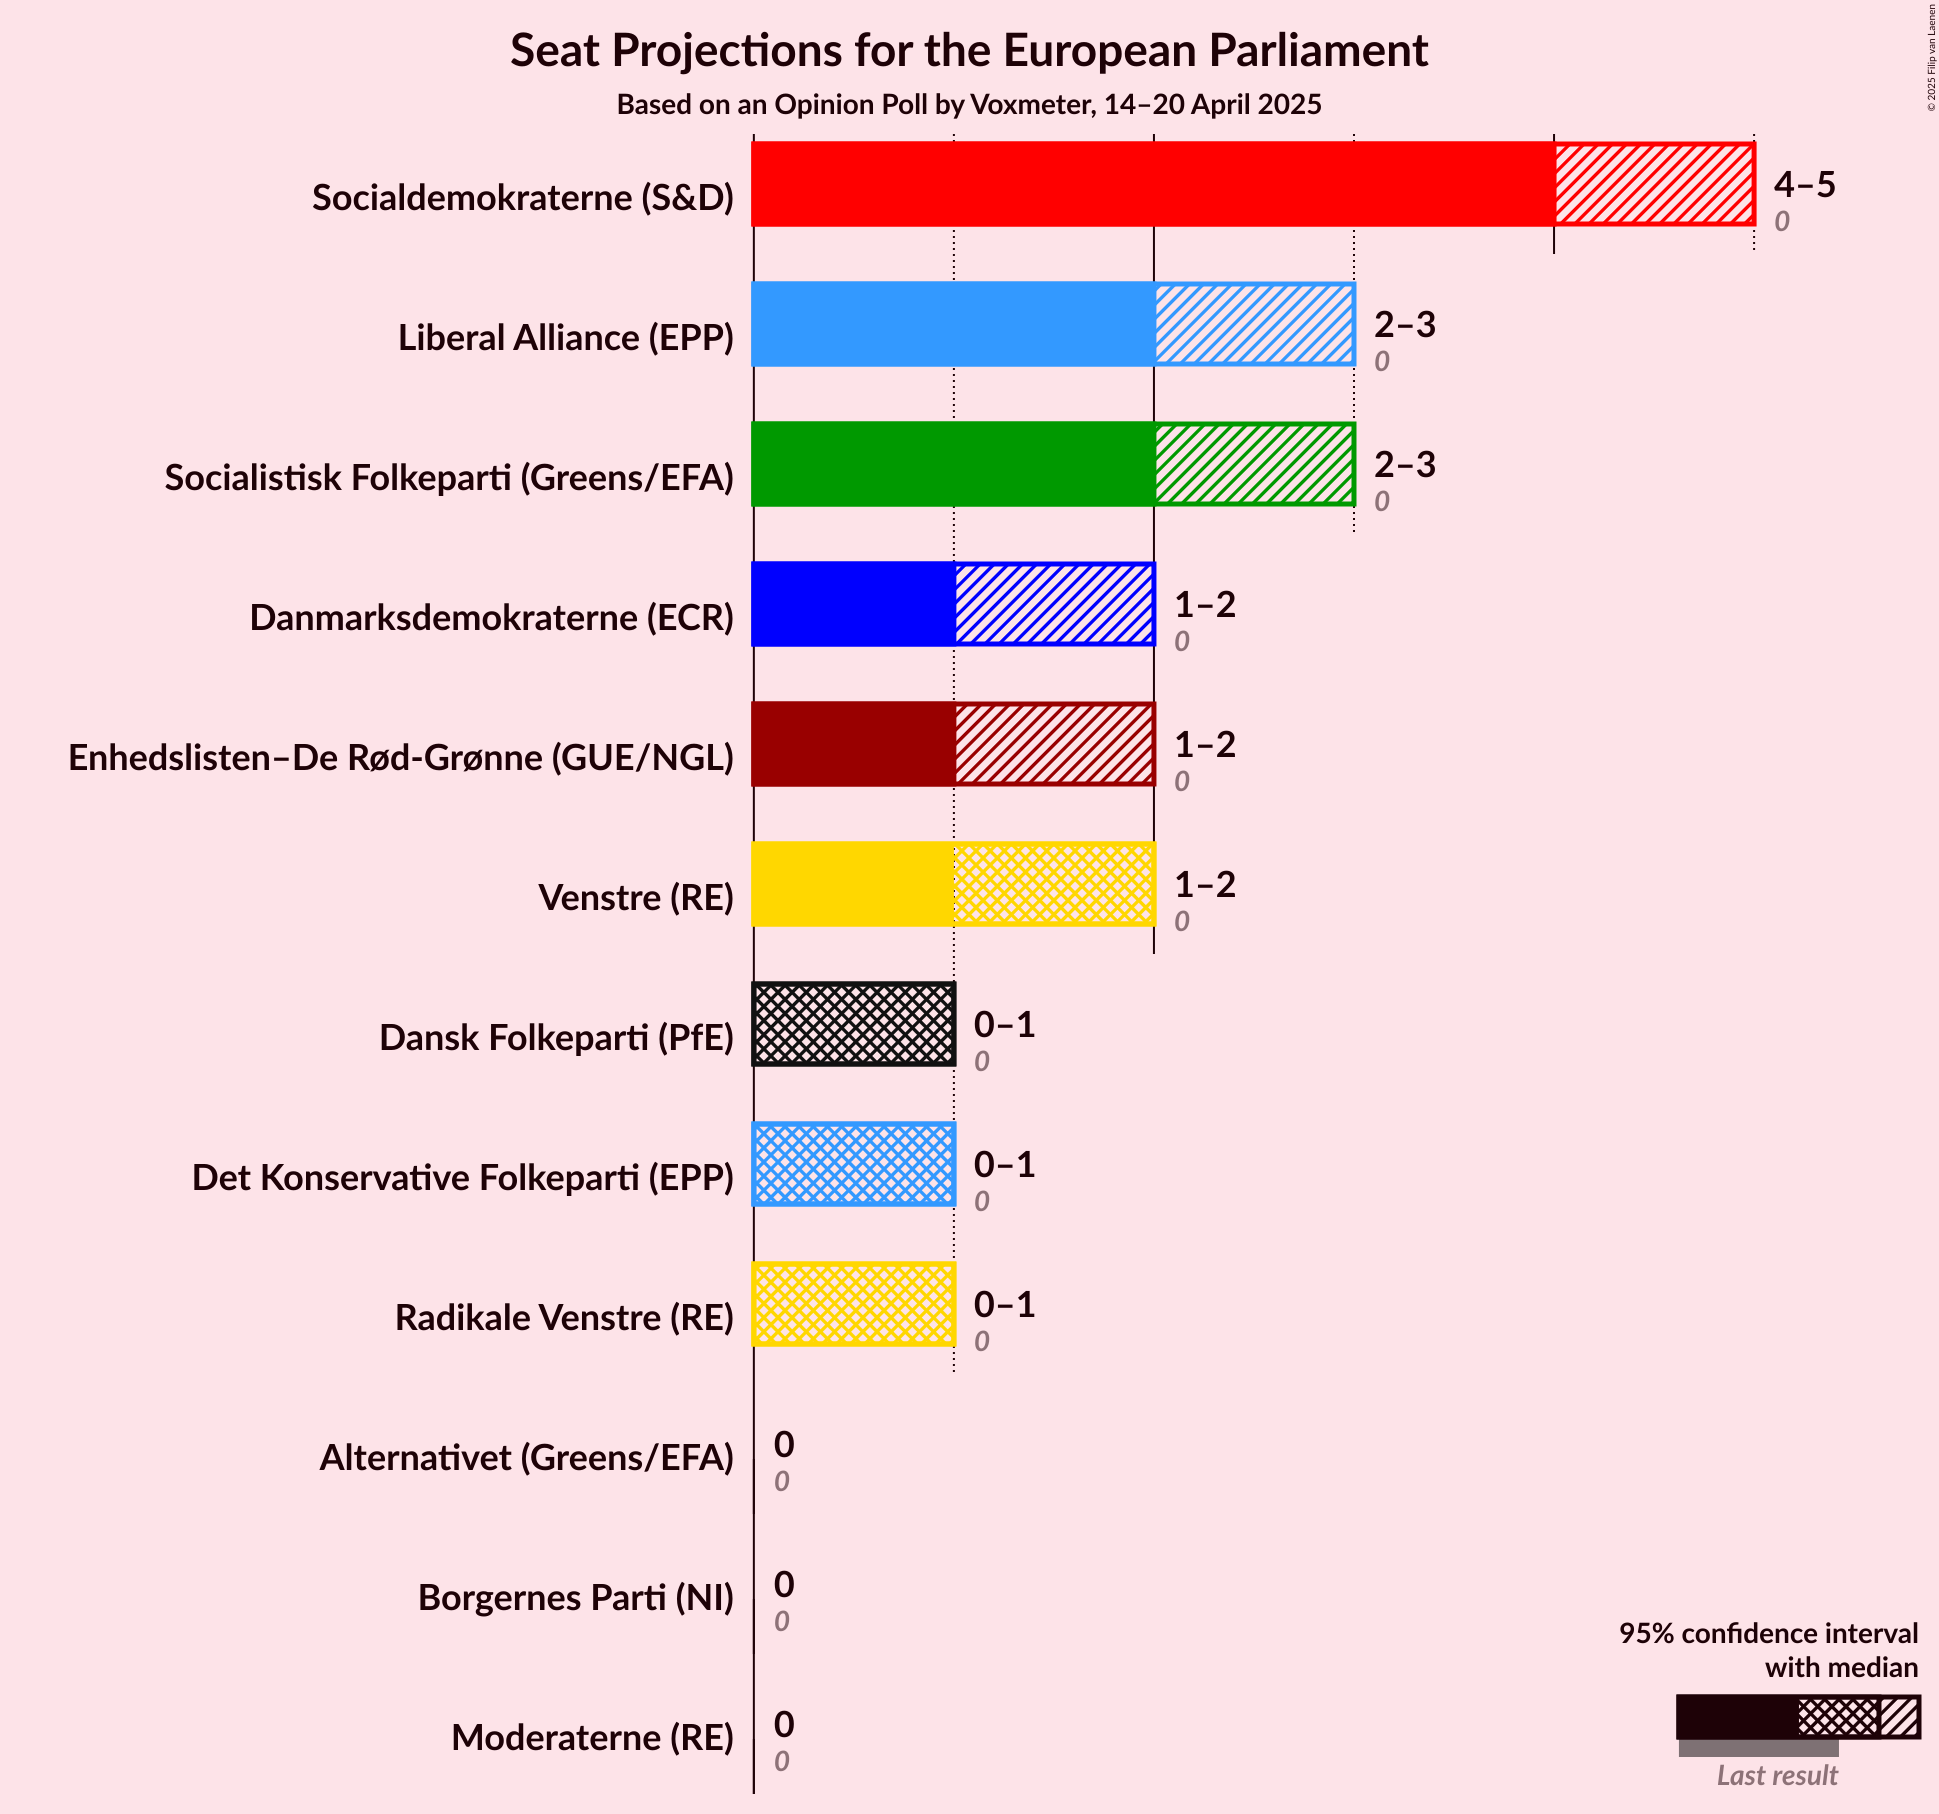 Seat Projections for the European Parliament
Based on an Opinion Poll by Voxmeter, 14–20 April 2025
© 2025 Filip van Laenen
Socialdemokraterne (S&D)
4–5
0
Liberal Alliance (EPP)
2–3
0
Socialistisk Folkeparti (Greens/EFA)
2–3
0
Danmarksdemokraterne (ECR)
1–2
0
Enhedslisten–De Rød-Grønne (GUE/NGL)
1–2
0
Venstre (RE)
1–2
0
Dansk Folkeparti (PfE)
0–1
0
Det Konservative Folkeparti (EPP)
0–1
0
Radikale Venstre (RE)
0–1
0
Alternativet (Greens/EFA)
0
0
Borgernes Parti (NI)
0
0
Moderaterne (RE)
0
0
95% confidence interval
with median
Last result